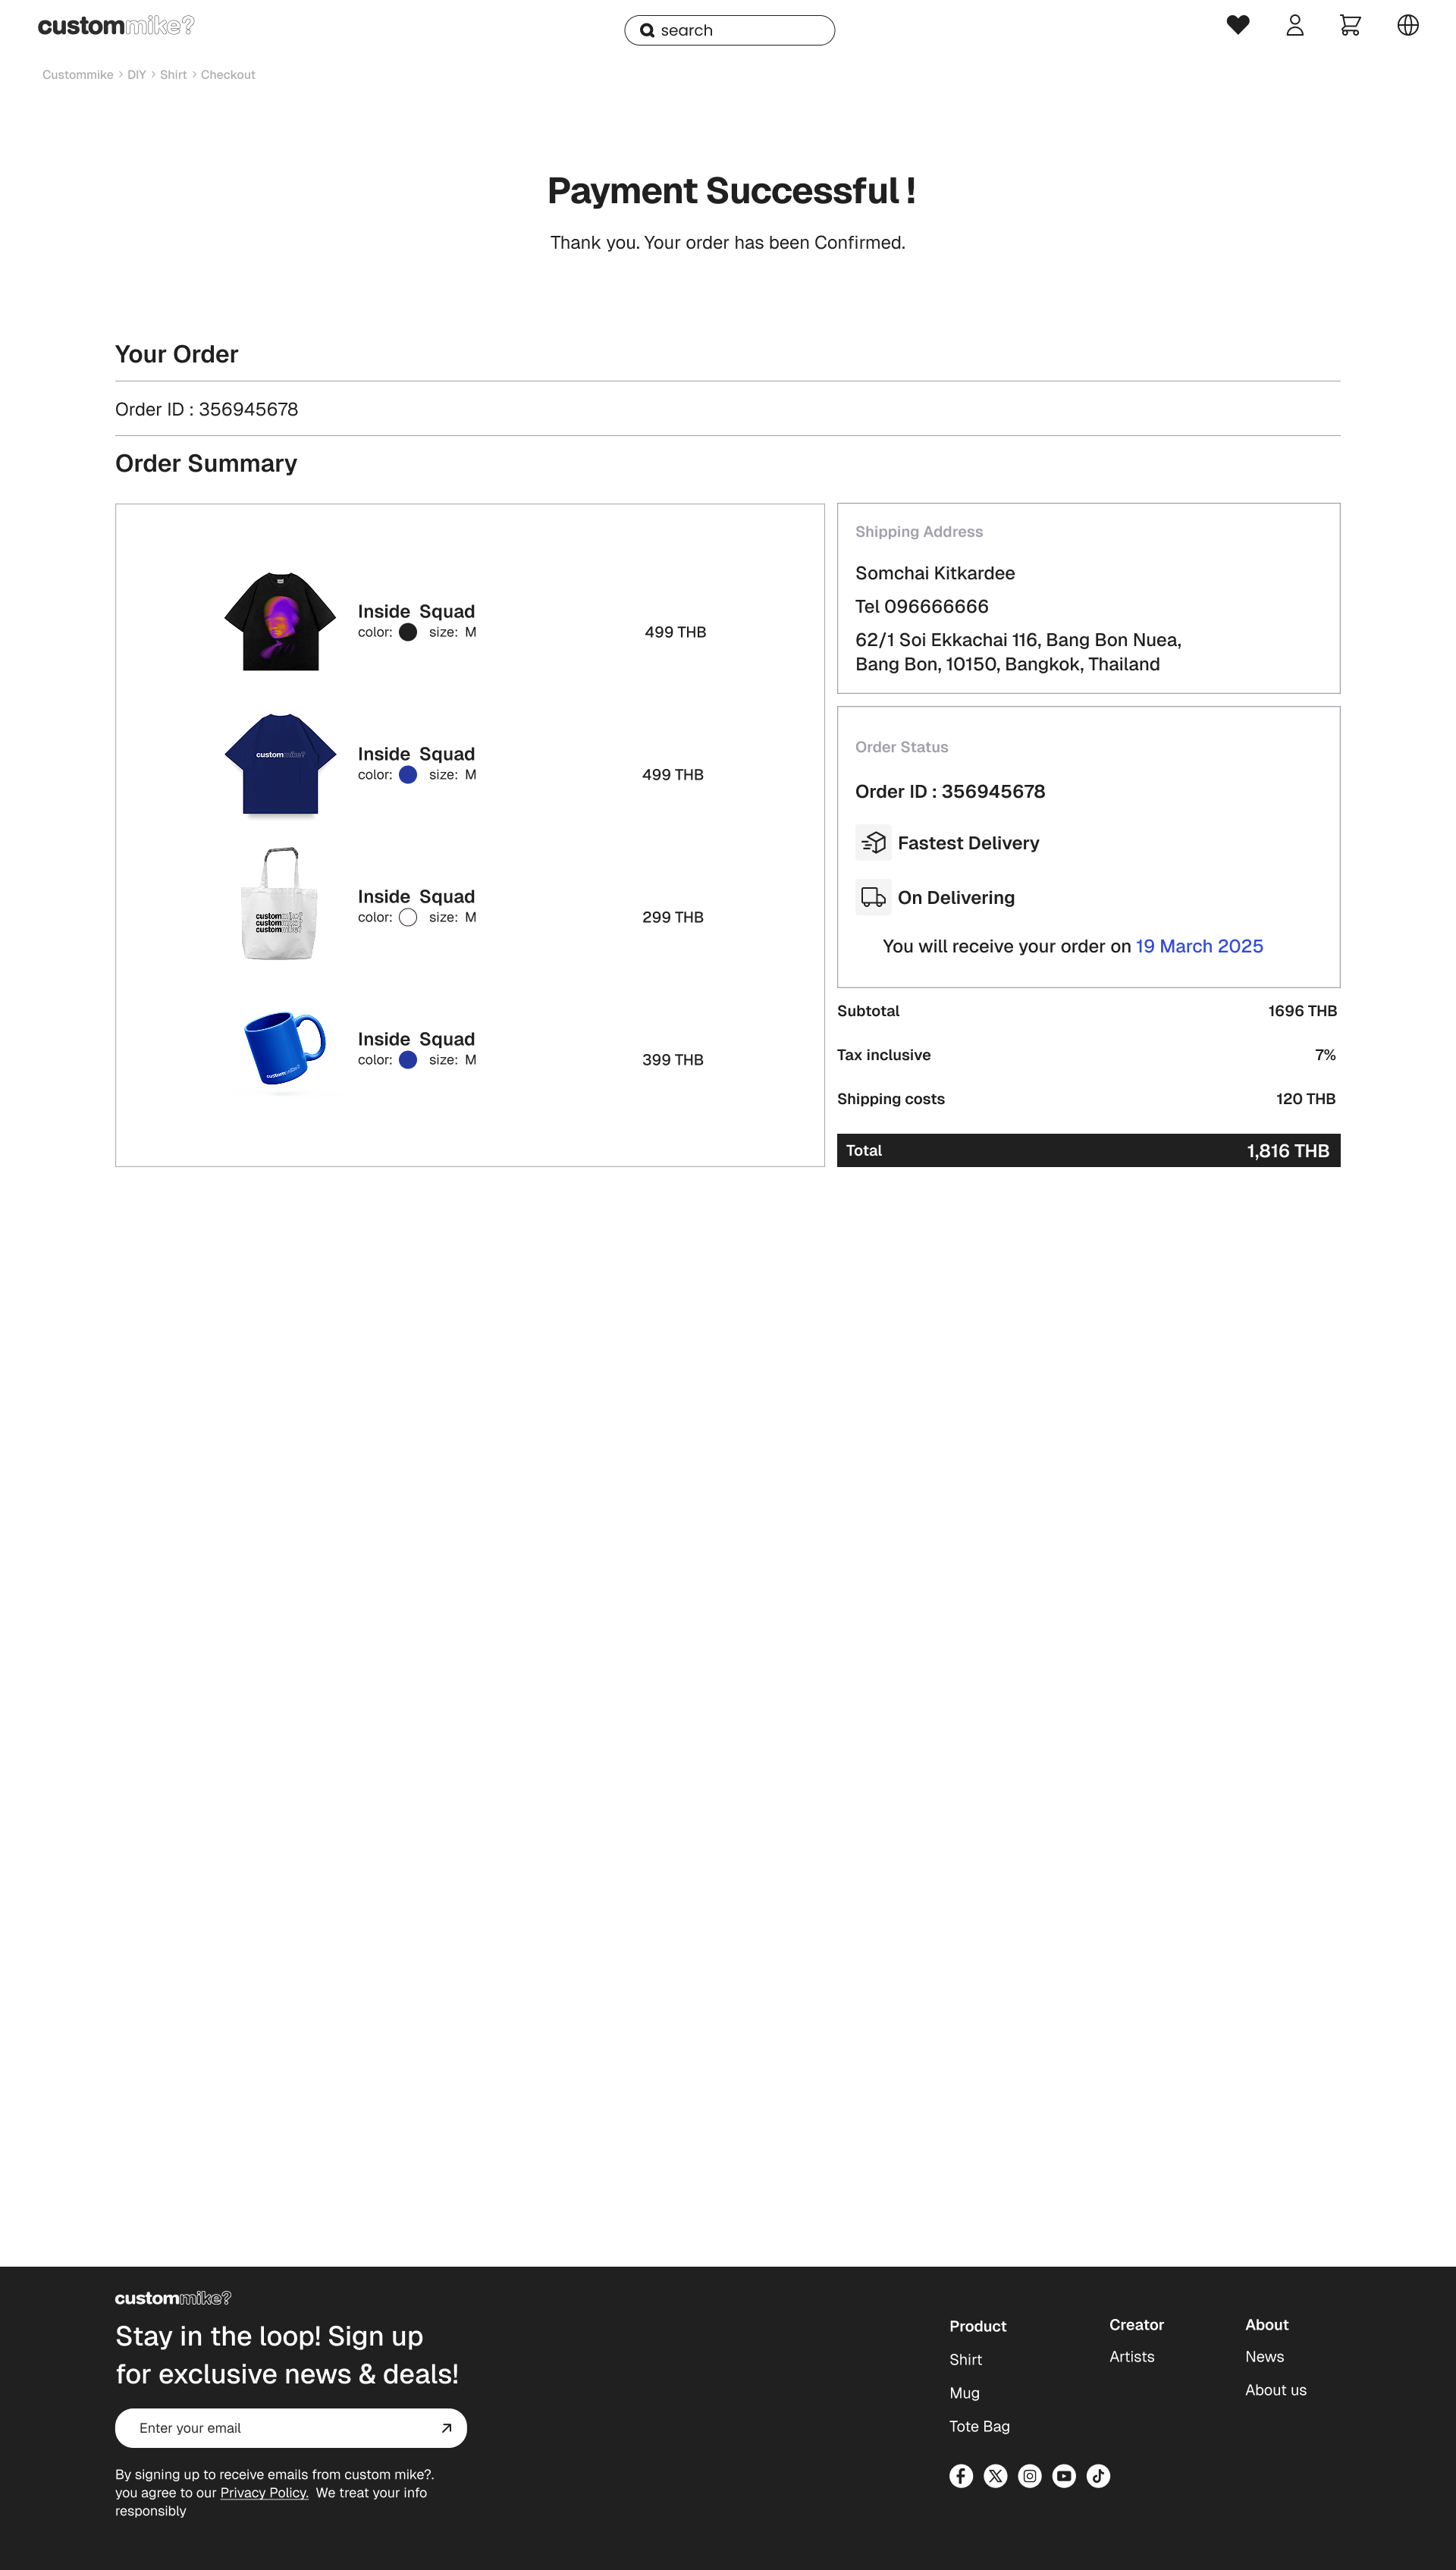 custommike?
search
Custommike > DIY > Shirt > Checkout
Payment Successful !
Thank you. Your order has been Confirmed.
Your Order
Order ID : 356945678
Order Summary
Inside Squad
color: size: M
499 THB
custommike?
Inside Squad
color: size: M
499 THB
custommike?
custommike?
custommike?
Inside Squad
color: size: M
299 THB
custommike?
Inside Squad
color: size: M
399 THB
Shipping Address
Somchai Kitkardee
Tel 096666666
62/1 Soi Ekkachai 116, Bang Bon Nuea,
Bang Bon, 10150, Bangkok, Thailand
Order Status
Order ID : 356945678
Fastest Delivery
On Delivering
You will receive your order on 19 March 2025
Subtotal 1696 THB
Tax inclusive 7%
Shipping costs 120 THB
Total 1,816 THB
custommike?
Stay in the loop! Sign up
for exclusive news & deals!
Enter your email
By signing up to receive emails from custom mike?.
you agree to our Privacy Policy. We treat your info
responsibly
Product
Shirt
Mug
Tote Bag
Creator
Artists
About
News
About us